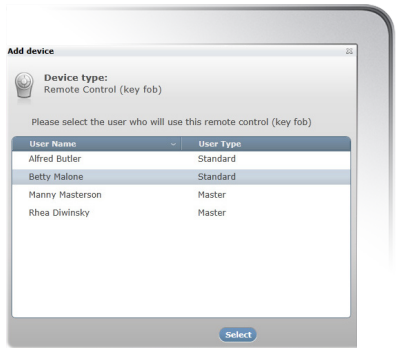 Add device
Device type:
Remote Control (key fob)
Please select the user who will use this remote control (key fob)
User Name User Type
Alfred Butler Standard
Betty Malone Standard
Manny Masterson Master
Rhea Diwinsky Master
Select